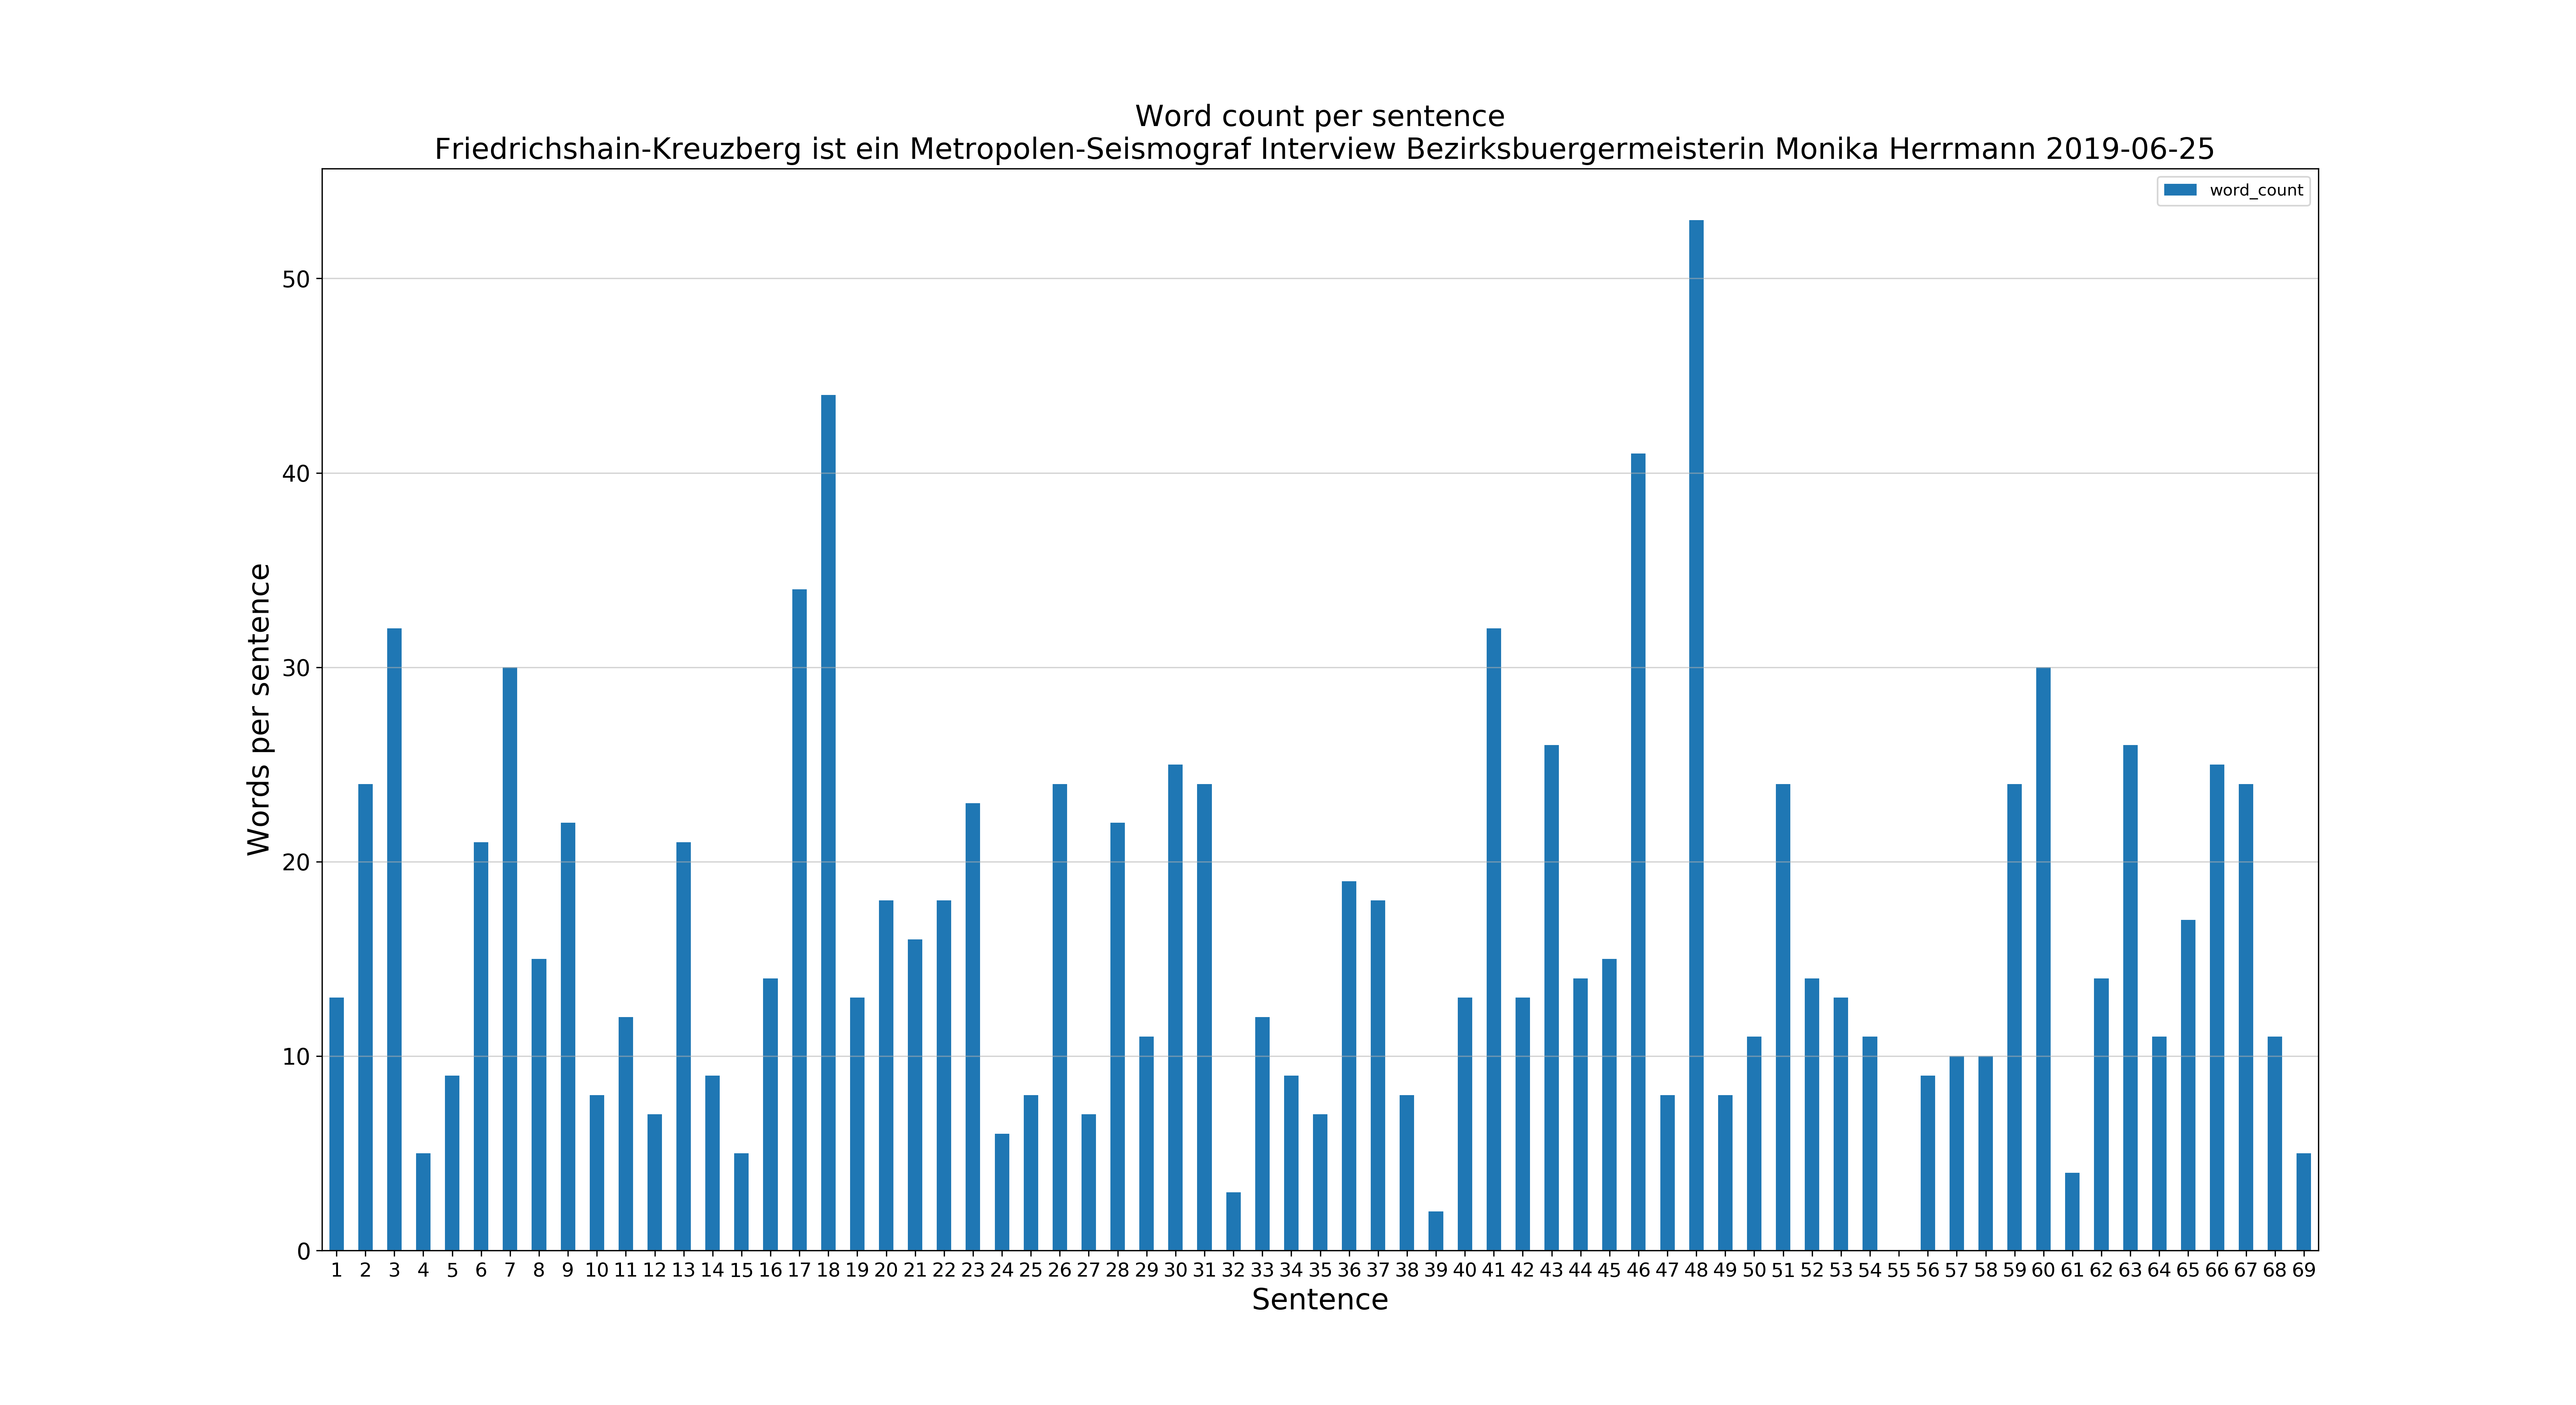 Word count per sentence
Friedrichshain-Kreuzberg ist ein Metropolen-Seismograf Interview Bezirksbuergermeisterin Monika Herrmann 2019-06-25
word_count
50
40
30
20
10
0
Words per sentence
1 2 3 4 5 6 7 8 9 10 11 12 13 14 15 16 17 18 19 20 21 22 23 24 25 26 27 28 29 30 31 32 33 34 35 36 37 38 39 40 41 42 43 44 45 46 47 48 49 50 51 52 53 54 55 56 57 58 59 60 61 62 63 64 65 66 67 68 69
Sentence